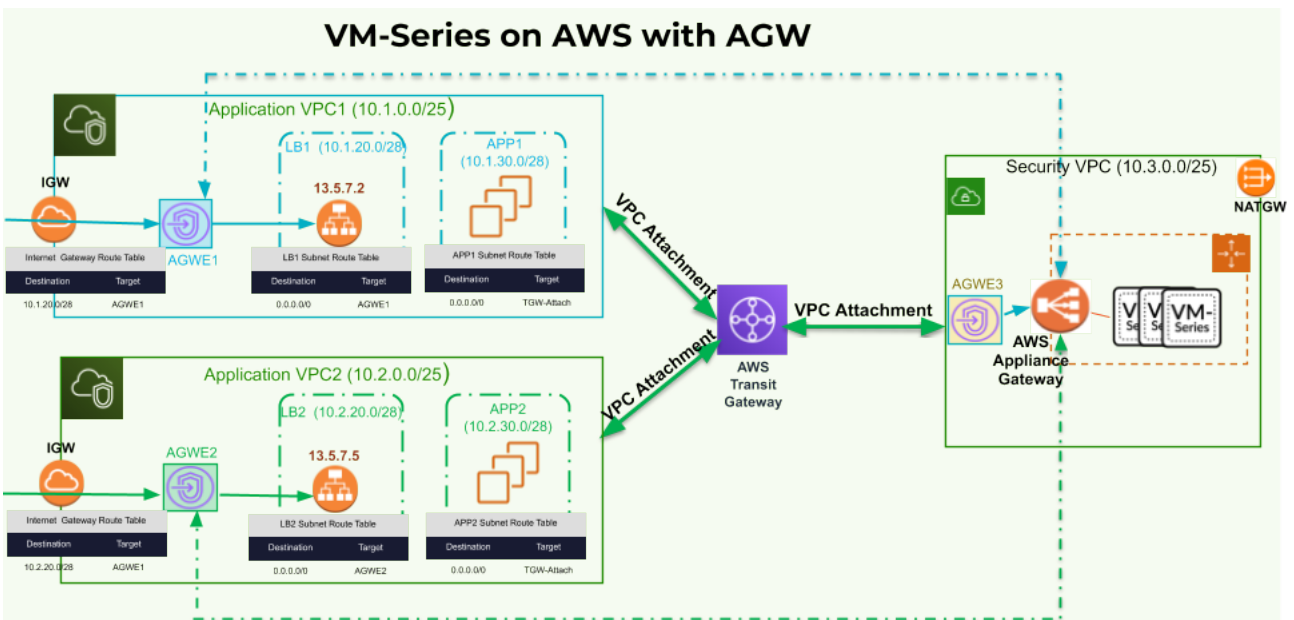 VM-Series on AWS with AGW
Application VPC1 (10.1.0.0/25)
LB1 (10.1.20.0/28)
APP1
(10.1.30.0/28)
IGW
13.5.7.2
AGWE1
Internet Gateway Route Table
Destination Target
10.1.20.0/28 AGWE1
LB1 Subnet Route Table
Destination Target
0.0.0.0/0 AGWE1
APP1 Subnet Route Table
Destination Target
0.0.0.0/0 TGW-Attach
Application VPC2 (10.2.0.0/25)
LB2 (10.2.20.0/28)
APP2
(10.2.30.0/28)
IGW
AGWE2
13.5.7.5
Internet Gateway Route Table
Destination Target
10.2.20.0/28 AGWE1
LB2 Subnet Route Table
Destination Target
0.0.0.0/0 AGWE2
APP2 Subnet Route Table
Destination Target
0.0.0.0/0 TGW-Attach
VPC Attachment
VPC Attachment
AWS
Transit
Gateway
VPC Attachment
Security VPC (10.3.0.0/25)
NATGW
AGWE3
AWS
Appliance
Gateway
V
Se
V
Se
VM-
Series